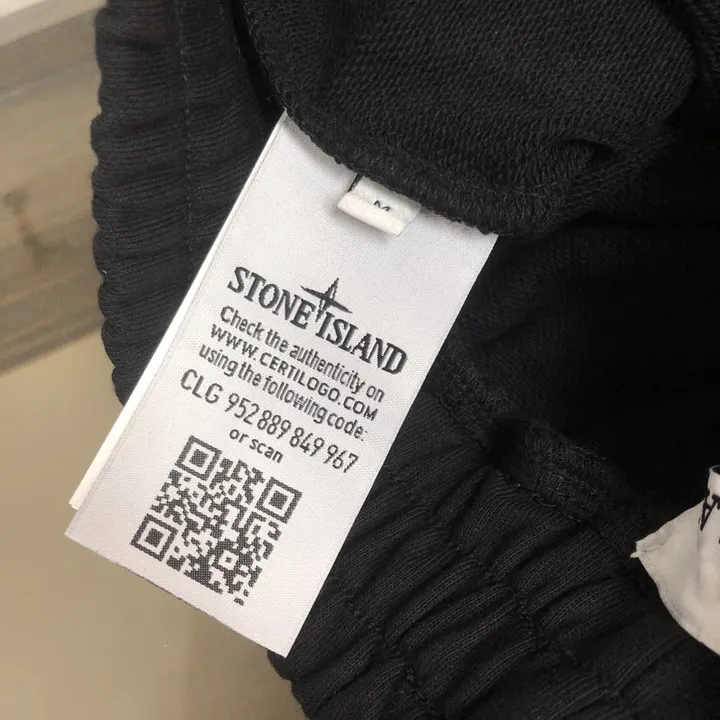 M
STONE ISLAND
Check the authenticity on
WWW.CERTILOGO.COM
using the following code:
CLG 952 889 849 967
or scan